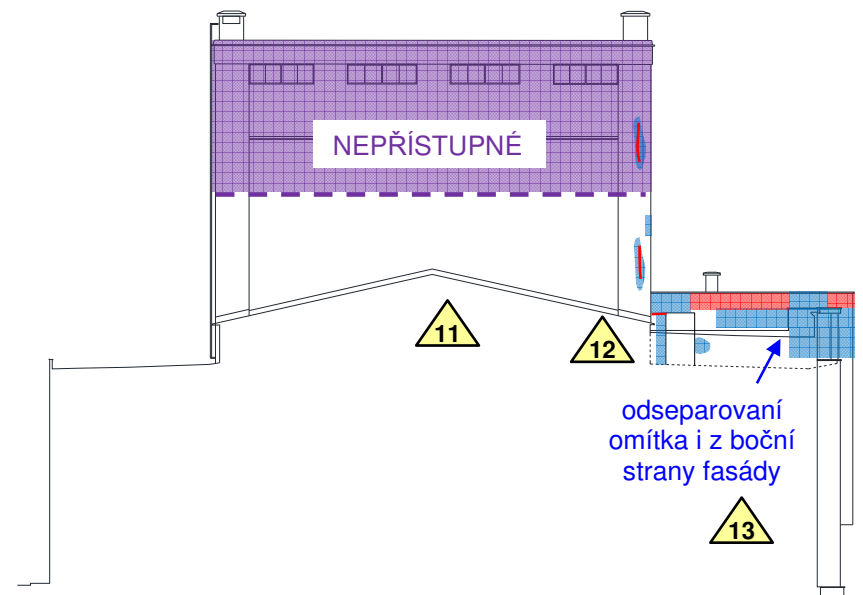 NEPŘÍSTUPNÉ
11
12
odseparovaní
omítka i z boční
strany fasády
13